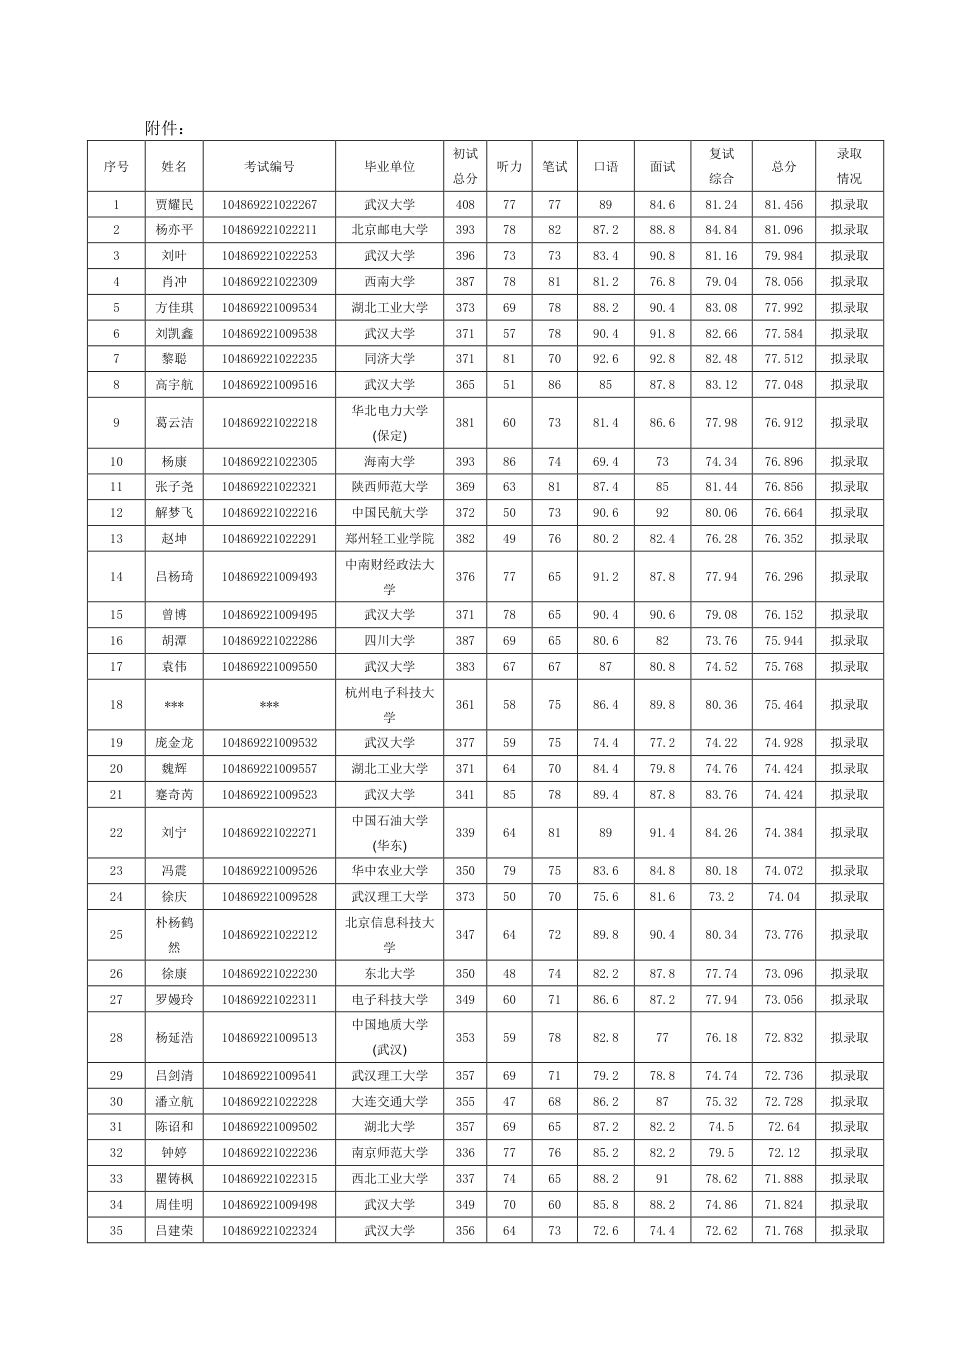 附件：
序号 姓名 考试编号 毕业单位 初试总分 听力 笔试 口语 面试 复试综合 总分 录取情况
1 贾耀民 104869221022267 武汉大学 408 77 77 89 84.6 81.24 81.456 拟录取
2 杨亦平 104869221022211 北京邮电大学 393 78 82 87.2 88.8 84.84 81.096 拟录取
3 刘叶 104869221022253 武汉大学 396 73 73 83.4 90.8 81.16 79.984 拟录取
4 肖冲 104869221022309 西南大学 387 78 81 81.2 76.8 79.04 78.056 拟录取
5 方佳琪 104869221009534 湖北工业大学 373 69 78 88.2 90.4 83.08 77.992 拟录取
6 刘凯鑫 104869221009538 武汉大学 371 57 78 90.4 91.8 82.66 77.584 拟录取
7 黎聪 104869221022235 同济大学 371 81 70 92.6 92.8 82.48 77.512 拟录取
8 高宇航 104869221009516 武汉大学 365 51 86 85 87.8 83.12 77.048 拟录取
9 葛云洁 104869221022218 华北电力大学(保定) 381 60 73 81.4 86.6 77.98 76.912 拟录取
10 杨康 104869221022305 海南大学 393 86 74 69.4 73 74.34 76.896 拟录取
11 张子尧 104869221022321 陕西师范大学 369 63 81 87.4 85 81.44 76.856 拟录取
12 解梦飞 104869221022216 中国民航大学 372 50 73 90.6 92 80.06 76.664 拟录取
13 赵坤 104869221022291 郑州轻工业学院 382 49 76 80.2 82.4 76.28 76.352 拟录取
14 吕杨琦 104869221009493 中南财经政法大学 376 77 65 91.2 87.8 77.94 76.296 拟录取
15 曾博 104869221009495 武汉大学 371 78 65 90.4 90.6 79.08 76.152 拟录取
16 胡潭 104869221022286 四川大学 387 69 65 80.6 82 73.76 75.944 拟录取
17 袁伟 104869221009550 武汉大学 383 67 67 87 80.8 74.52 75.768 拟录取
18 *** *** 杭州电子科技大学 361 58 75 86.4 89.8 80.36 75.464 拟录取
19 庞金龙 104869221009532 武汉大学 377 59 75 74.4 77.2 74.22 74.928 拟录取
20 魏辉 104869221009557 湖北工业大学 371 64 70 84.4 79.8 74.76 74.424 拟录取
21 蹇奇芮 104869221009523 武汉大学 341 85 78 89.4 87.8 83.76 74.424 拟录取
22 刘宁 104869221022271 中国石油大学(华东) 339 64 81 89 91.4 84.26 74.384 拟录取
23 冯震 104869221009526 华中农业大学 350 79 75 83.6 84.8 80.18 74.072 拟录取
24 徐庆 104869221009528 武汉理工大学 373 50 70 75.6 81.6 73.2 74.04 拟录取
25 朴杨鹤然 104869221022212 北京信息科技大学 347 64 72 89.8 90.4 80.34 73.776 拟录取
26 徐康 104869221022230 东北大学 350 48 74 82.2 87.8 77.74 73.096 拟录取
27 罗嫚玲 104869221022311 电子科技大学 349 60 71 86.6 87.2 77.94 73.056 拟录取
28 杨延浩 104869221009513 中国地质大学(武汉) 353 59 78 82.8 77 76.18 72.832 拟录取
29 吕剑清 104869221009541 武汉理工大学 357 69 71 79.2 78.8 74.74 72.736 拟录取
30 潘立航 104869221022228 大连交通大学 355 47 68 86.2 87 75.32 72.728 拟录取
31 陈诏和 104869221009502 湖北大学 357 69 65 87.2 82.2 74.5 72.64 拟录取
32 钟婷 104869221022236 南京师范大学 336 77 76 85.2 82.2 79.5 72.12 拟录取
33 瞿铸枫 104869221022315 西北工业大学 337 74 65 88.2 91 78.62 71.888 拟录取
34 周佳明 104869221009498 武汉大学 349 70 60 85.8 88.2 74.86 71.824 拟录取
35 吕建荣 104869221022324 武汉大学 356 64 73 72.6 74.4 72.62 71.768 拟录取